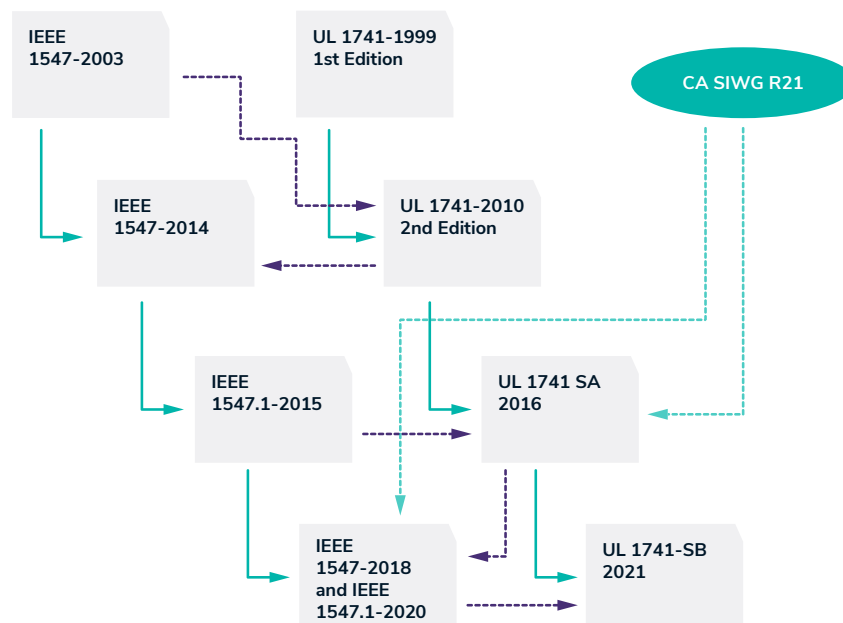 IEEE
1547-2003
UL 1741-1999
1st Edition
CA SIWG R21
IEEE
1547-2014
UL 1741-2010
2nd Edition
IEEE
1547.1-2015
UL 1741 SA
2016
IEEE
1547-2018
and IEEE
1547.1-2020
UL 1741-SB
2021